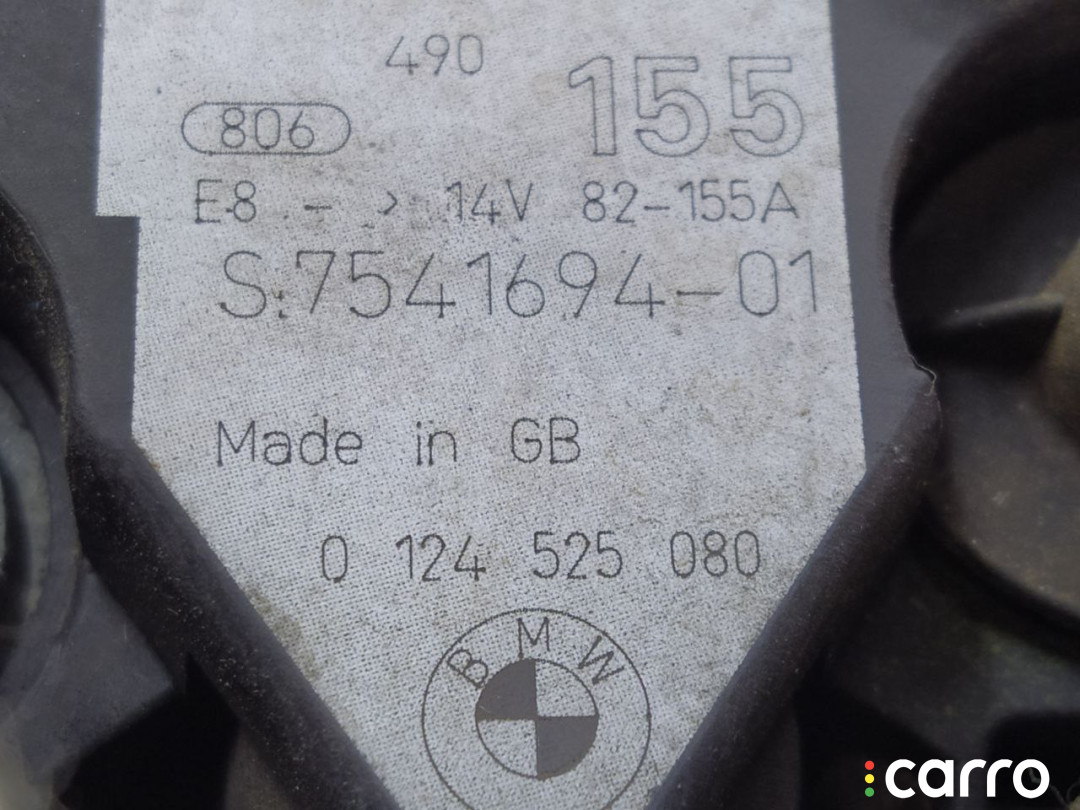 490
155
806
E8 - > 14V 82-155A
S:7541694-01
Made in GB
0 124 525 080
BMW
carro